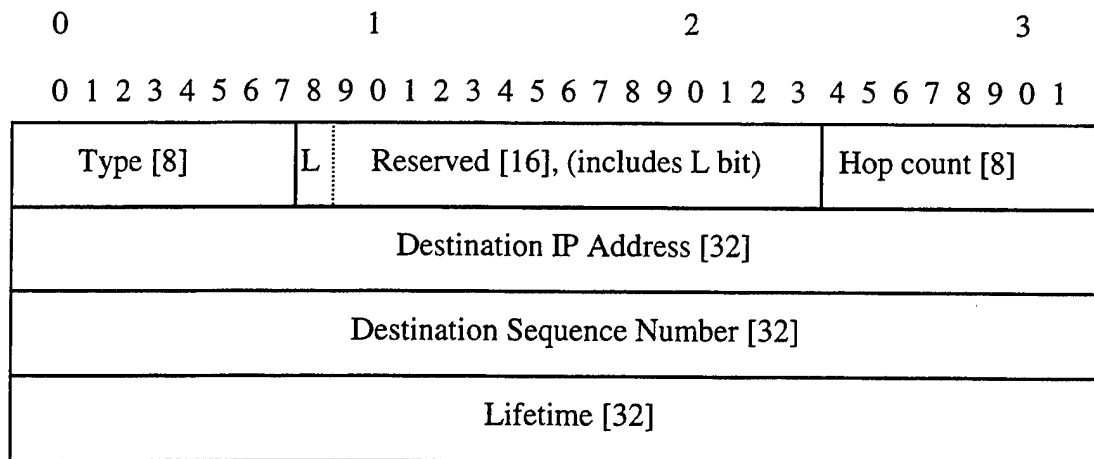 0 1 2 3
0 1 2 3 4 5 6 7 8 9 0 1 2 3 4 5 6 7 8 9 0 1 2 3 4 5 6 7 8 9 0 1
Type [8] L Reserved [16], (includes L bit) Hop count [8]
Destination IP Address [32]
Destination Sequence Number [32]
Lifetime [32]